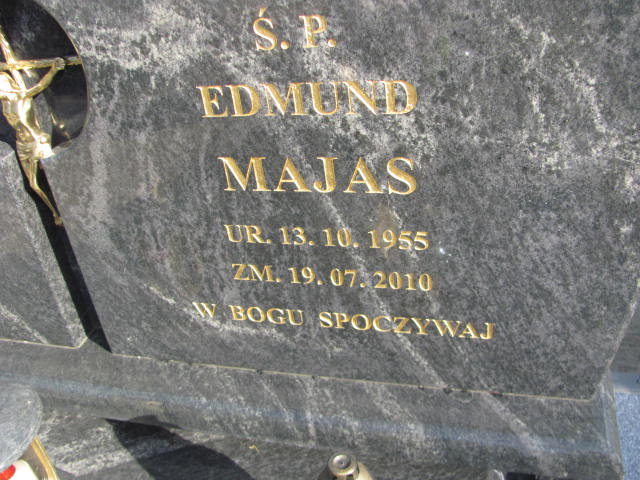 Ś. P.
EDMUND
MAJAS
UR. 13. 10. 1955
ZM. 19. 07. 2010
W BOGU SPOCZYWAJ